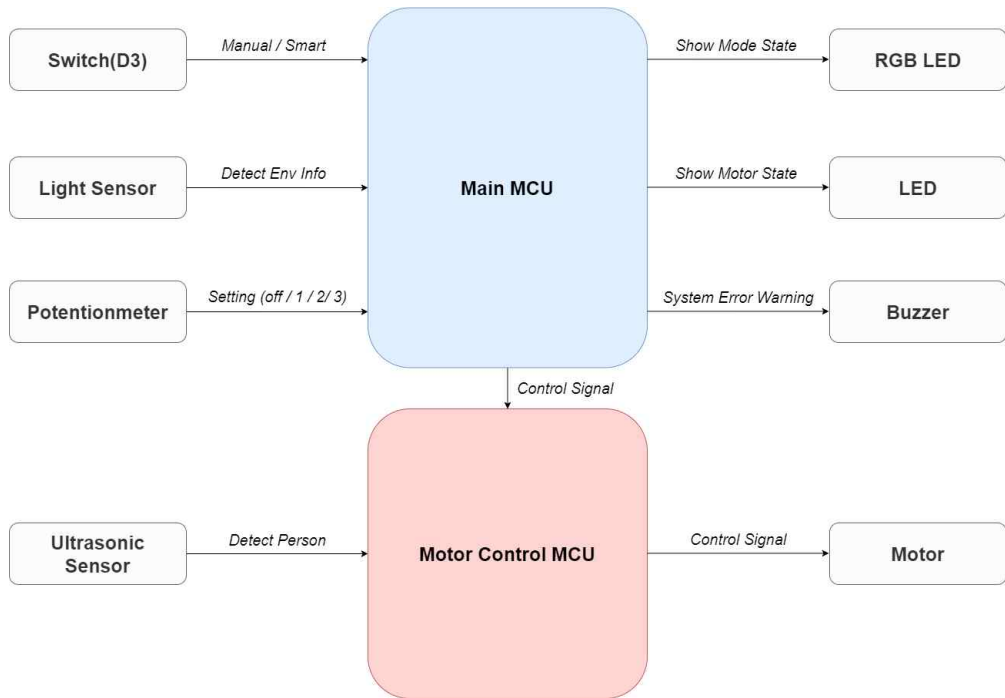 Switch(D3)
Manual / Smart
Show Mode State
RGB LED
Light Sensor
Detect Env Info
Main MCU
Show Motor State
LED
Potentionmeter
Setting (off / 1 / 2/ 3)
System Error Warning
Buzzer
Control Signal
Ultrasonic
Sensor
Detect Person
Motor Control MCU
Control Signal
Motor